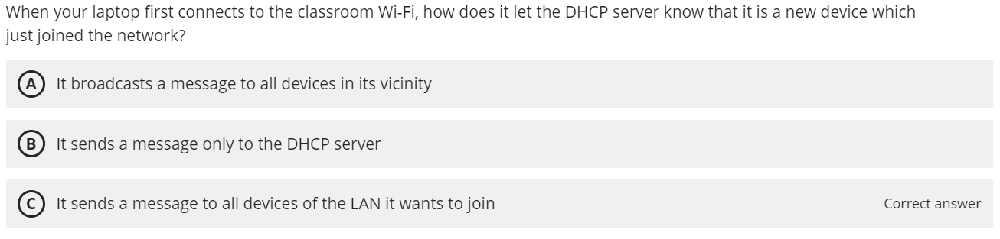 When your laptop first connects to the classroom Wi-Fi, how does it let the DHCP server know that it is a new device which
just joined the network?
A It broadcasts a message to all devices in its vicinity
B It sends a message only to the DHCP server
C It sends a message to all devices of the LAN it wants to join Correct answer